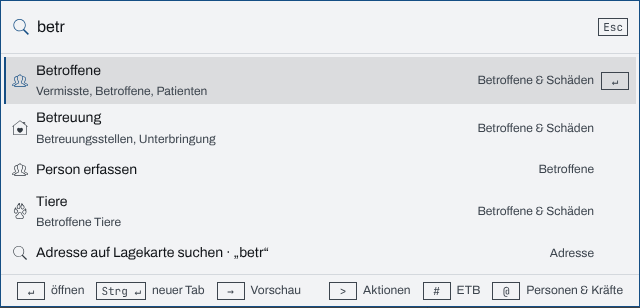 betr Esc
Betroffene
Vermisste, Betroffene, Patienten
Betroffene & Schäden ↵
Betreuung
Betreuungsstellen, Unterbringung
Betroffene & Schäden
Person erfassen Betroffene
Tiere
Betroffene Tiere
Betroffene & Schäden
Adresse auf Lagekarte suchen · „betr“ Adresse
↵ öffnen Strg ↵ neuer Tab → Vorschau > Aktionen # ETB @ Personen & Kräfte